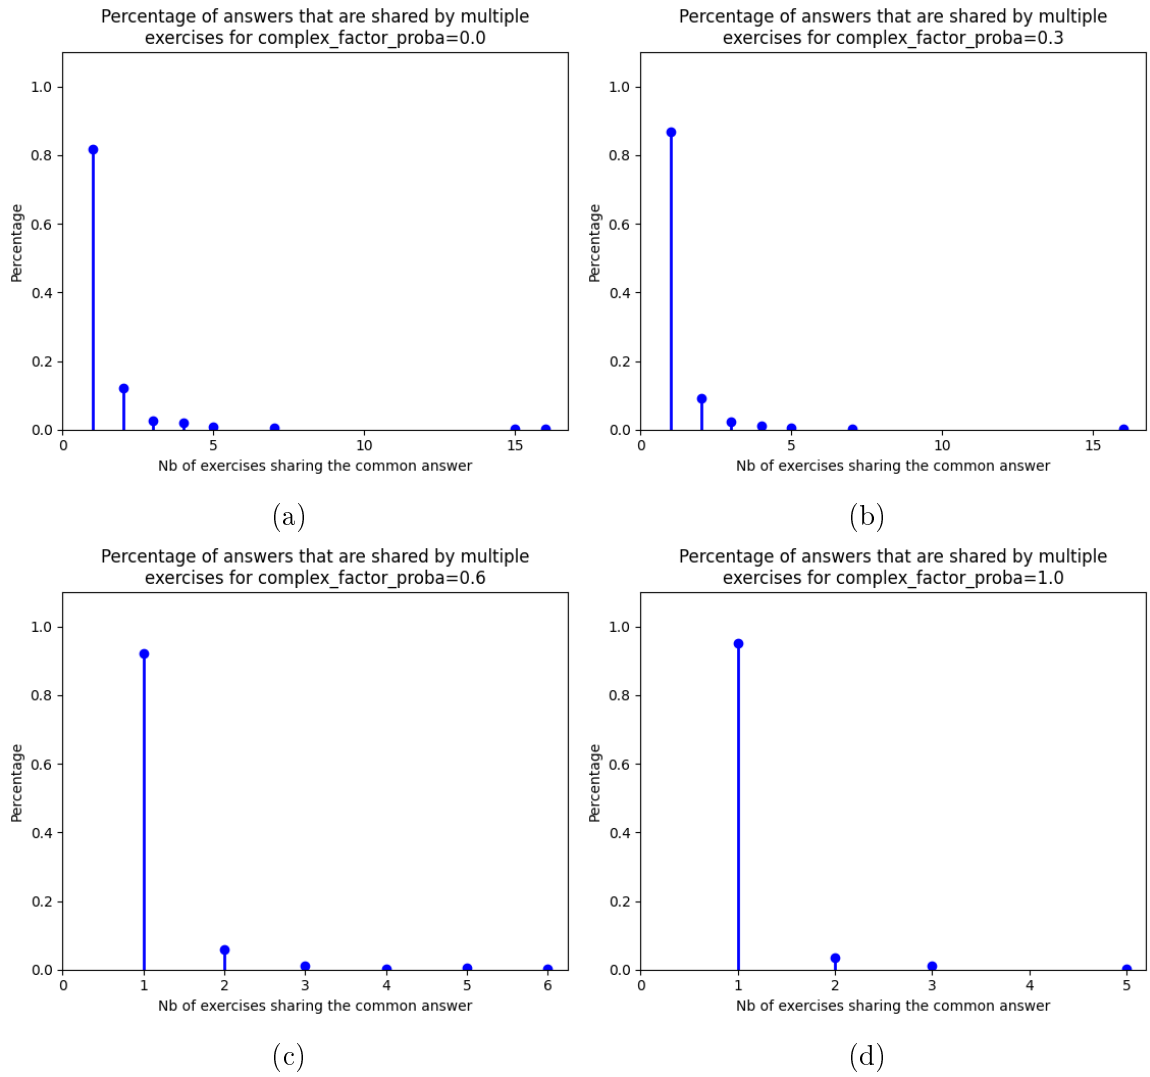 Percentage of answers that are shared by multiple
exercises for complex_factor_proba=0.0
1.0
0.8
0.6
0.4
0.2
0.0
Percentage
0 5 10 15
Nb of exercises sharing the common answer
(a)
Percentage of answers that are shared by multiple
exercises for complex_factor_proba=0.3
1.0
0.8
0.6
0.4
0.2
0.0
Percentage
0 5 10 15
Nb of exercises sharing the common answer
(b)
Percentage of answers that are shared by multiple
exercises for complex_factor_proba=0.6
1.0
0.8
0.6
0.4
0.2
0.0
Percentage
0 1 2 3 4 5 6
Nb of exercises sharing the common answer
(c)
Percentage of answers that are shared by multiple
exercises for complex_factor_proba=1.0
1.0
0.8
0.6
0.4
0.2
0.0
Percentage
0 1 2 3 4 5
Nb of exercises sharing the common answer
(d)